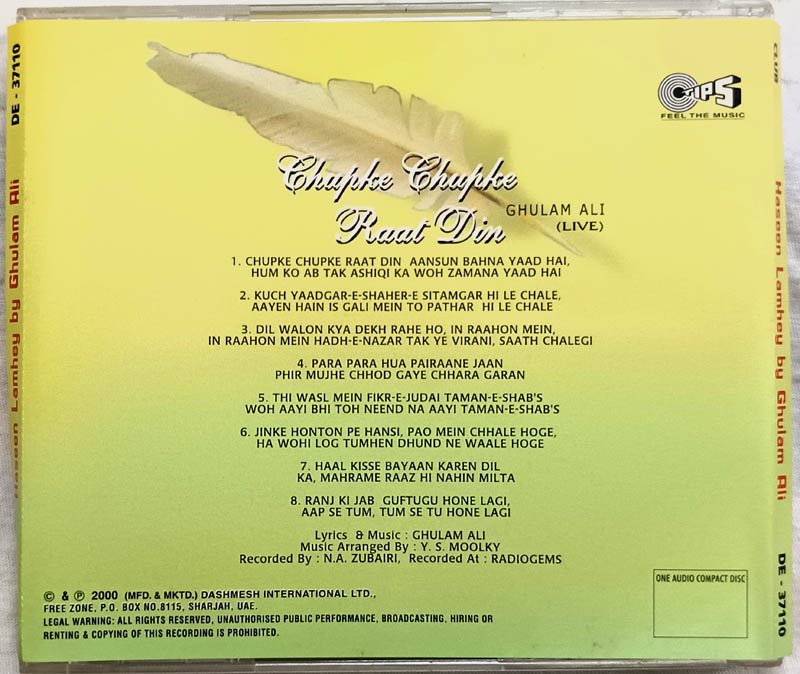 TIPS
FEEL THE MUSIC
Chupke Chupke
Raat Din
GHULAM ALI
(LIVE)
1. CHUPKE CHUPKE RAAT DIN AANSUN BAHNA YAAD HAI,
HUM KO AB TAK ASHIQI KA WOH ZAMANA YAAD HAI
2. KUCH YAADGAR-E-SHAHER-E SITAMGAR HI LE CHALE,
AAYEN HAIN IS GALI MEIN TO PATHAR HI LE CHALE
3. DIL WALON KYA DEKH RAHE HO, IN RAAHON MEIN,
IN RAAHON MEIN HADH-E-NAZAR TAK YE VIRANI, SAATH CHALEGI
4. PARA PARA HUA PAIRAANE JAAN
PHIR MUJHE CHHOD GAYE CHHARA GARAN
5. THI WASL MEIN FIKR-E-JUDAI TAMAN-E-SHAB'S
WOH AAYI BHI TOH NEEND NA AAYI TAMAN-E-SHAB'S
6. JINKE HONTON PE HANSI, PAO MEIN CHHALE HOGE,
HA WOHI LOG TUMHEN DHUND NE WAALE HOGE
7. HAAL KISSE BAYAAN KAREN DIL
KA, MAHRAME RAAZ HI NAHIN MILTA
8. RANJ KI JAB GUFTUGU HONE LAGI,
AAP SE TUM, TUM SE TU HONE LAGI
Lyrics & Music : GHULAM ALI
Music Arranged By : Y. S. MOOLKY
Recorded By : N.A. ZUBAIRI, Recorded At : RADIOGEMS
© & ℗ 2000 (MFD. & MKTD.) DASHMESH INTERNATIONAL LTD.,
FREE ZONE, P.O. BOX NO.8115, SHARJAH, UAE.
LEGAL WARNING: ALL RIGHTS RESERVED, UNAUTHORISED PUBLIC PERFORMANCE, BROADCASTING, HIRING OR
RENTING & COPYING OF THIS RECORDING IS PROHIBITED.
ONE AUDIO COMPACT DISC
DE - 37110
Haseen Lamhey by Ghulam Ali
CLUB
Haseen Lamhey by Ghulam Ali
DE - 37110